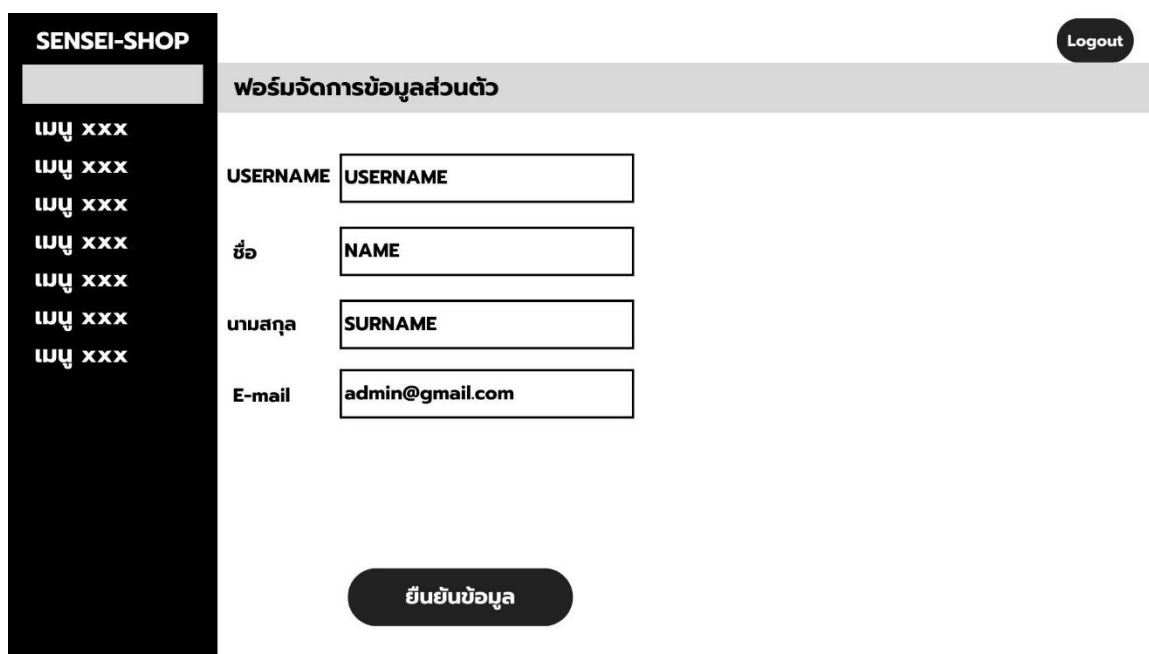 SENSEI-SHOP
Logout
ฟอร์มจัดการข้อมูลส่วนตัว
เมนู xxx
เมนู xxx
เมนู xxx
เมนู xxx
เมนู xxx
เมนู xxx
เมนู xxx
USERNAME USERNAME
ชื่อ NAME
นามสกุล SURNAME
E-mail admin@gmail.com
ยืนยันข้อมูล